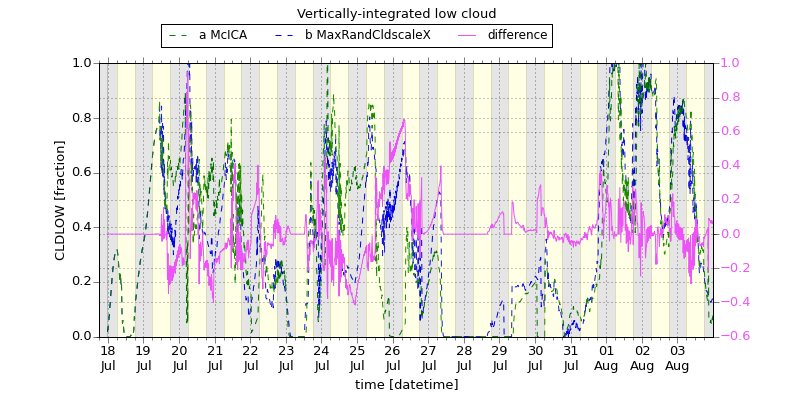 Vertically-integrated low cloud
a McICA b MaxRandCldscaleX difference
1.0 1.0
0.8
0.8 0.6
0.6 0.4
0.2
0.4 0.0
−0.2
0.2 −0.4
0.0 −0.6
CLDLOW [fraction]
18 19 20 21 22 23 24 25 26 27 28 29 30 31 01 02 03
Jul Jul Jul Jul Jul Jul Jul Jul Jul Jul Jul Jul Jul Jul Aug Aug Aug
time [datetime]